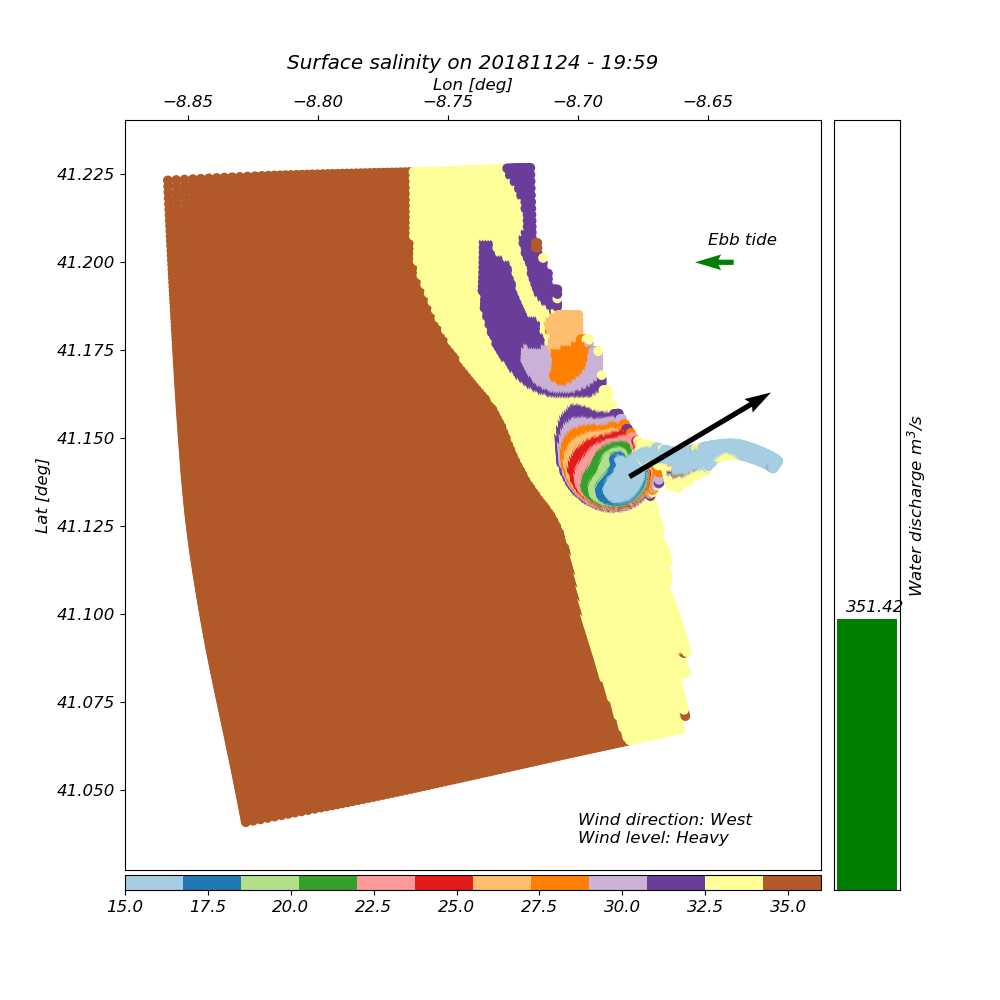 Surface salinity on 20181124 - 19:59
Lon [deg]
−8.85 −8.80 −8.75 −8.70 −8.65
41.225
41.200
41.175
41.150
41.125
41.100
41.075
41.050
Lat [deg]
Ebb tide
Wind direction: West
Wind level: Heavy
351.42
Water discharge m³/s
15.0 17.5 20.0 22.5 25.0 27.5 30.0 32.5 35.0